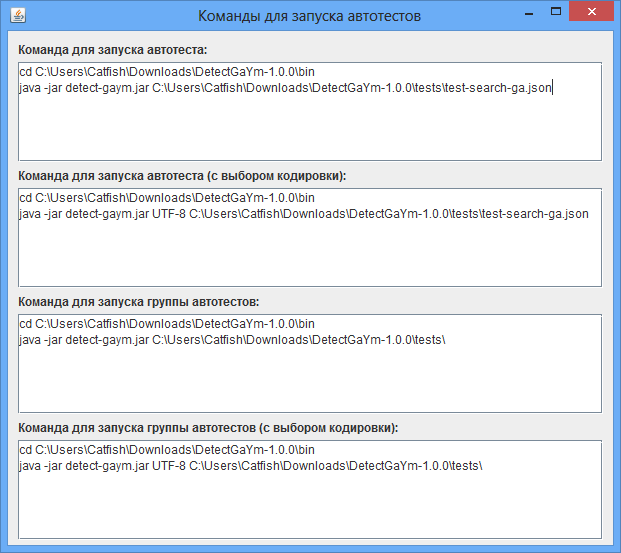 Команды для запуска автотестов
Команда для запуска автотеста:
cd C:\Users\Catfish\Downloads\DetectGaYm-1.0.0\bin
java -jar detect-gaym.jar C:\Users\Catfish\Downloads\DetectGaYm-1.0.0\tests\test-search-ga.json
Команда для запуска автотеста (с выбором кодировки):
cd C:\Users\Catfish\Downloads\DetectGaYm-1.0.0\bin
java -jar detect-gaym.jar UTF-8 C:\Users\Catfish\Downloads\DetectGaYm-1.0.0\tests\test-search-ga.json
Команда для запуска группы автотестов:
cd C:\Users\Catfish\Downloads\DetectGaYm-1.0.0\bin
java -jar detect-gaym.jar C:\Users\Catfish\Downloads\DetectGaYm-1.0.0\tests\
Команда для запуска группы автотестов (с выбором кодировки):
cd C:\Users\Catfish\Downloads\DetectGaYm-1.0.0\bin
java -jar detect-gaym.jar UTF-8 C:\Users\Catfish\Downloads\DetectGaYm-1.0.0\tests\